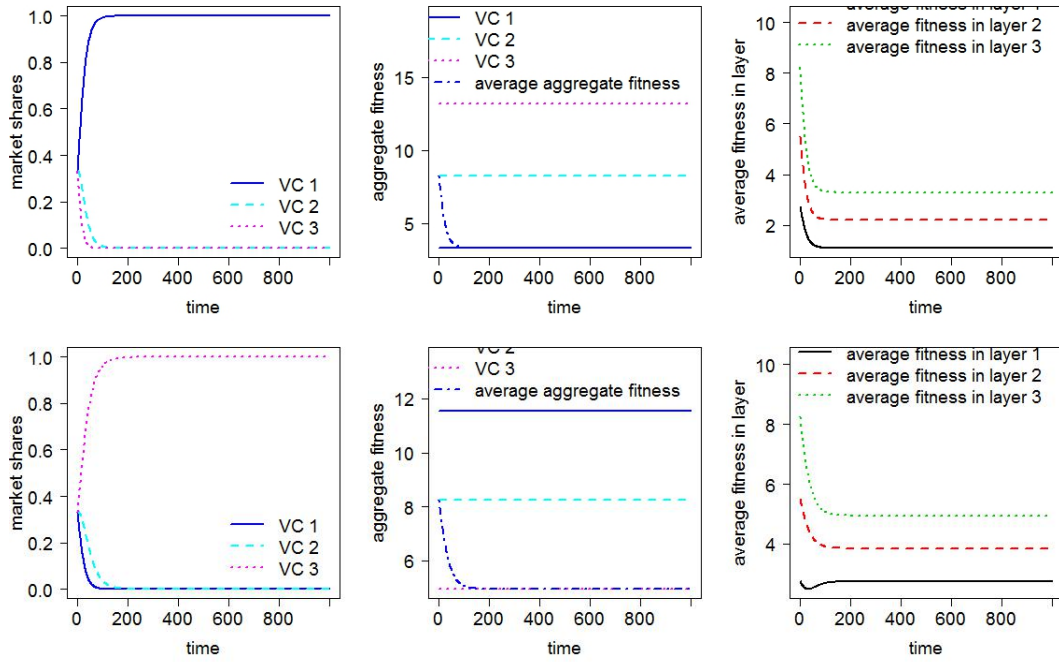 market shares
1.0
0.8
0.6
0.4
0.2
0.0
VC 1
VC 2
VC 3
0 200 400 600 800
time
aggregate fitness
15
10
5
VC 1
VC 2
VC 3
average aggregate fitness
0 200 400 600 800
time
average fitness in layer
10
8
6
4
2
average fitness in layer 1
average fitness in layer 2
average fitness in layer 3
0 200 400 600 800
time
market shares
1.0
0.8
0.6
0.4
0.2
0.0
VC 1
VC 2
VC 3
0 200 400 600 800
time
aggregate fitness
12
10
8
6
VC 2
VC 3
average aggregate fitness
0 200 400 600 800
time
average fitness in layer
10
8
6
4
average fitness in layer 1
average fitness in layer 2
average fitness in layer 3
0 200 400 600 800
time